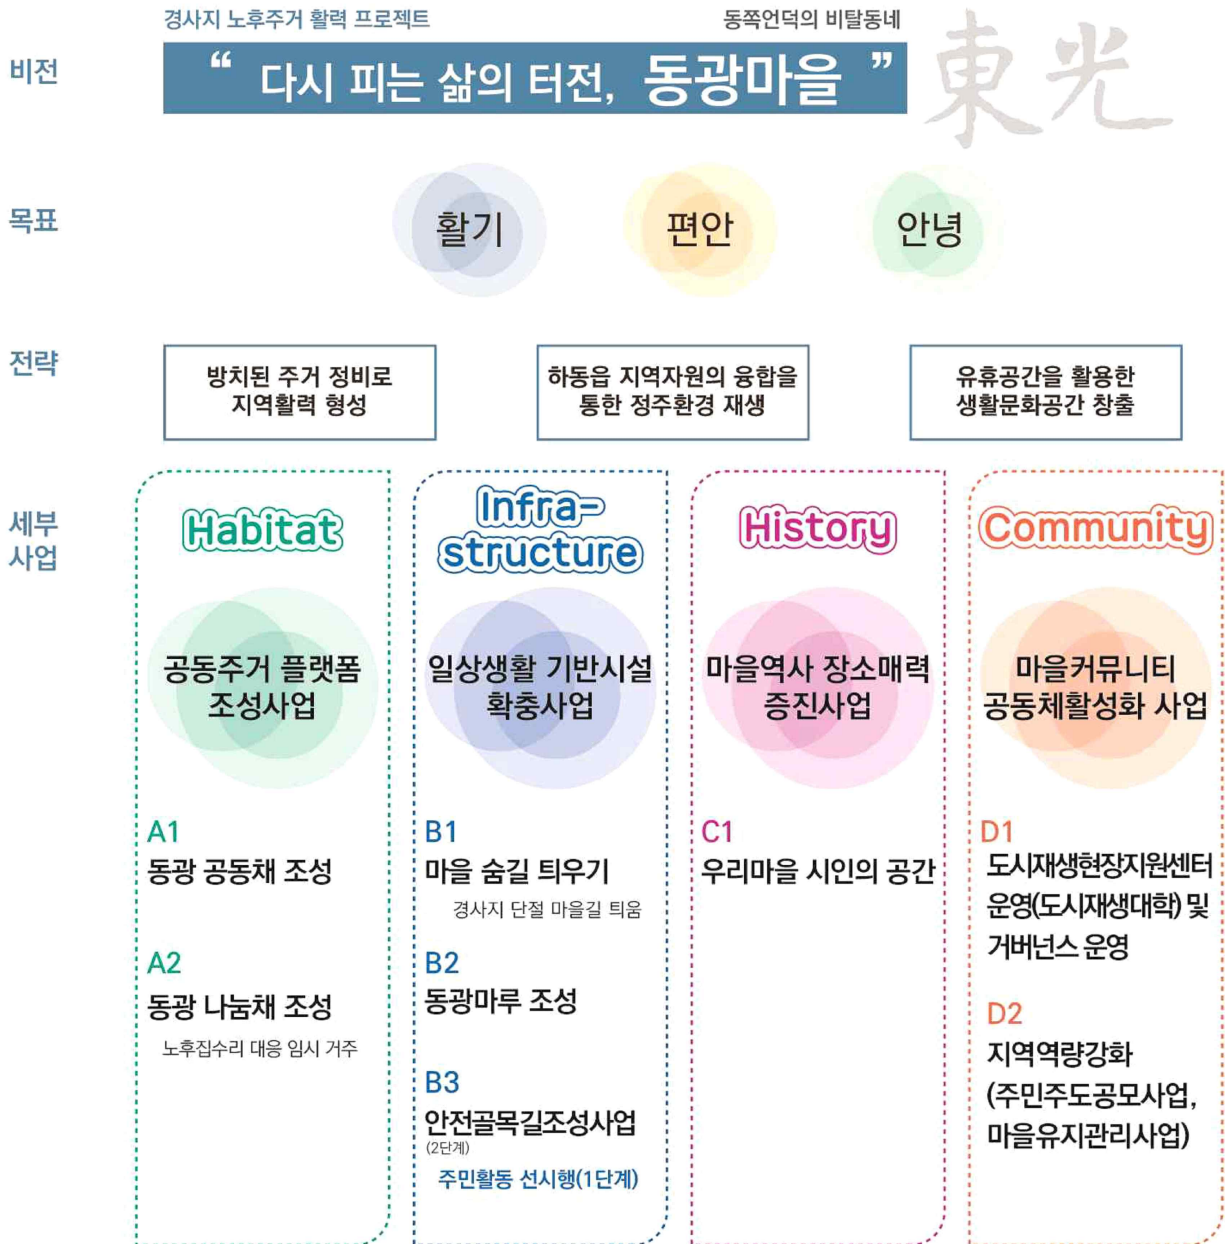 경사지 노후주거 활력 프로젝트
동쪽언덕의 비탈동네
비전
“ 다시 피는 삶의 터전, 동광마을 ”
東光
목표
활기
편안
안녕
전략
방치된 주거 정비로
지역활력 형성
하동읍 지역자원의 융합을
통한 정주환경 재생
유휴공간을 활용한
생활문화공간 창출
세부
사업
Habitat
공동주거 플랫폼
조성사업
A1
동광 공동채 조성
A2
동광 나눔채 조성
노후집수리 대응 임시 거주
Infra-
structure
일상생활 기반시설
확충사업
B1
마을 숨길 틔우기
경사지 단절 마을길 틔움
B2
동광마루 조성
B3
안전골목길조성사업
(2단계)
주민활동 선시행(1단계)
History
마을역사 장소매력
증진사업
C1
우리마을 시인의 공간
Community
마을커뮤니티
공동체활성화 사업
D1
도시재생현장지원센터
운영(도시재생대학) 및
거버넌스 운영
D2
지역역량강화
(주민주도공모사업,
마을유지관리사업)